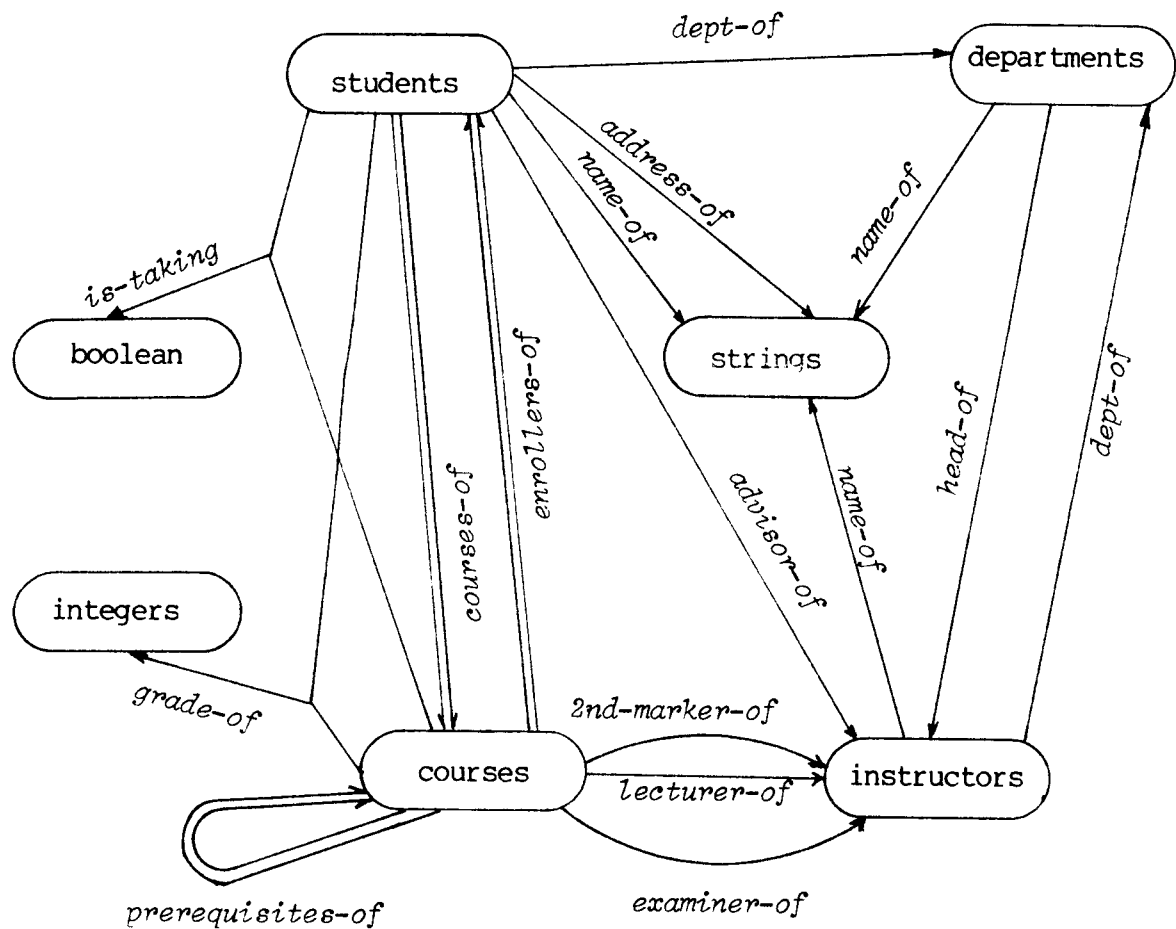 dept-of
students
departments
address-of
name-of
name-of
is-taking
boolean
strings
enrollers-of
head-of
dept-of
courses-of
advisor-of
name-of
integers
grade-of
2nd-marker-of
courses
lecturer-of
instructors
prerequisites-of
examiner-of